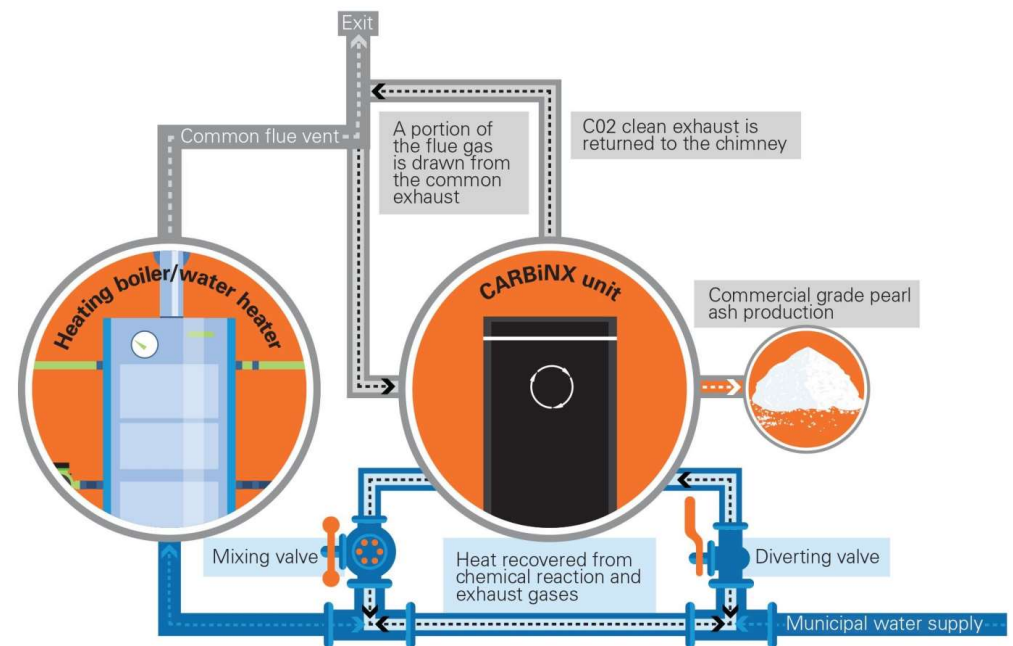 Exit
Common flue vent
A portion of
the flue gas
is drawn from
the common
exhaust
C02 clean exhaust is
returned to the chimney
Heating boiler/water heater
CARBiNX unit
Commercial grade pearl
ash production
Mixing valve
Heat recovered from
chemical reaction and
exhaust gases
Diverting valve
Municipal water supply